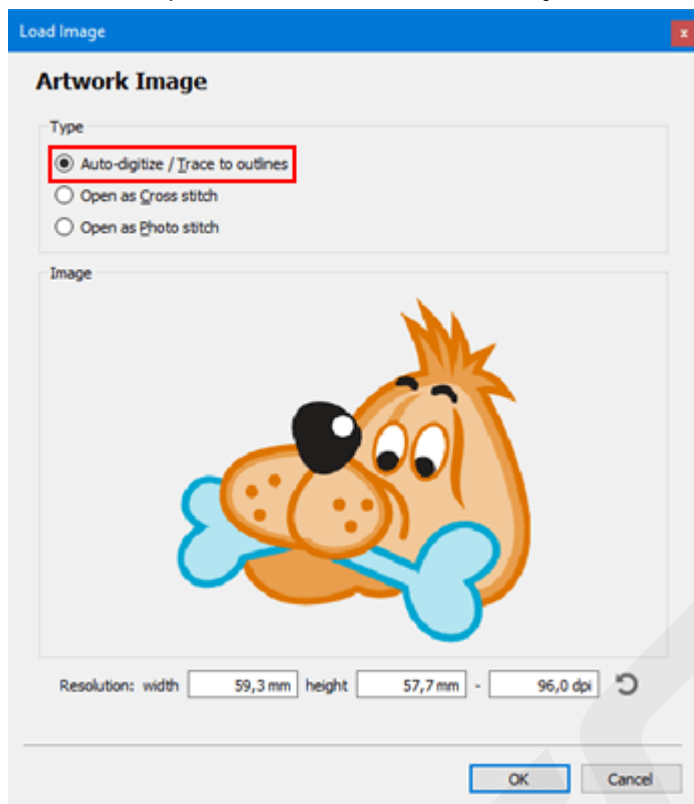 Load Image
x
Artwork Image
Type
Auto-digitize / Trace to outlines
Open as Cross stitch
Open as Photo stitch
Image
Resolution: width 59,3 mm height 57,7 mm - 96,0 dpi
OK Cancel